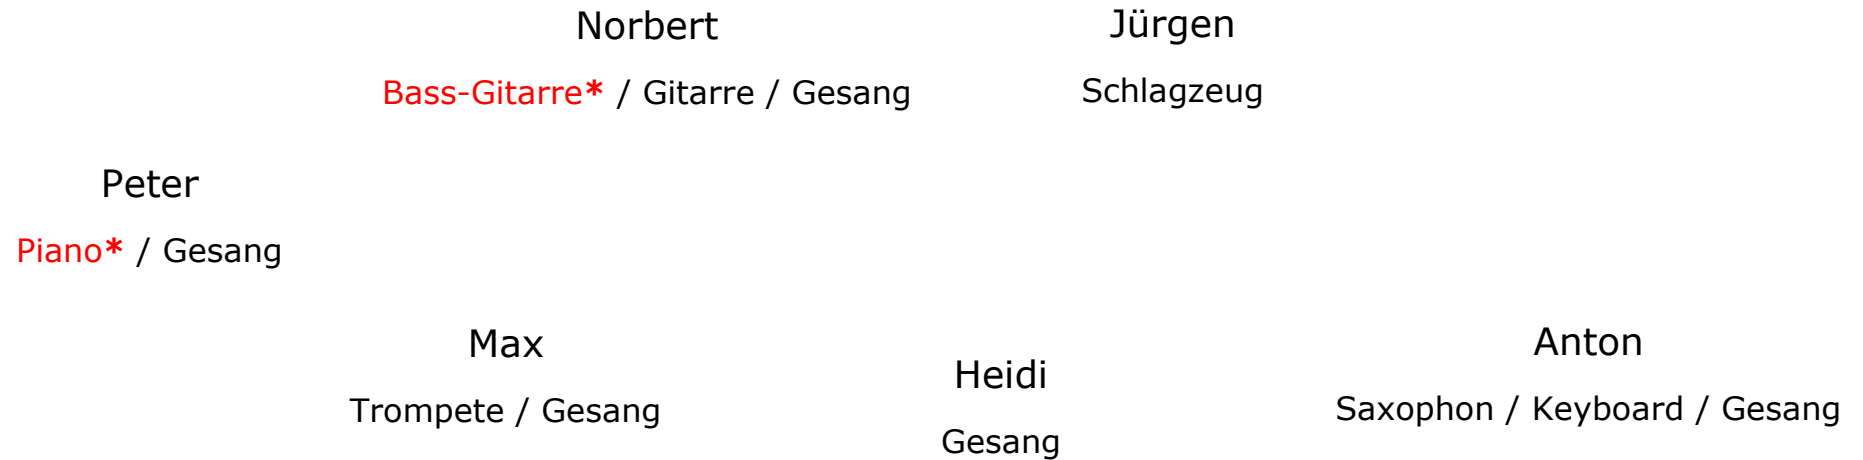 Norbert
Bass-Gitarre* / Gitarre / Gesang
Jürgen
Schlagzeug
Peter
Piano* / Gesang
Max
Trompete / Gesang
Heidi
Gesang
Anton
Saxophon / Keyboard / Gesang